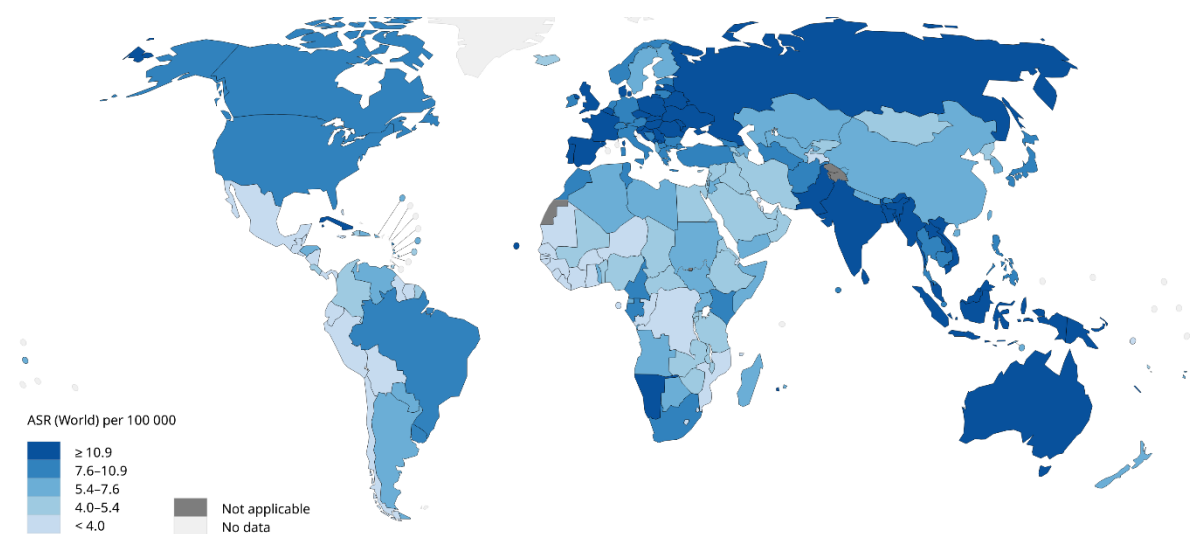 ASR (World) per 100 000
≥ 10.9
7.6–10.9
5.4–7.6
4.0–5.4
< 4.0
Not applicable
No data